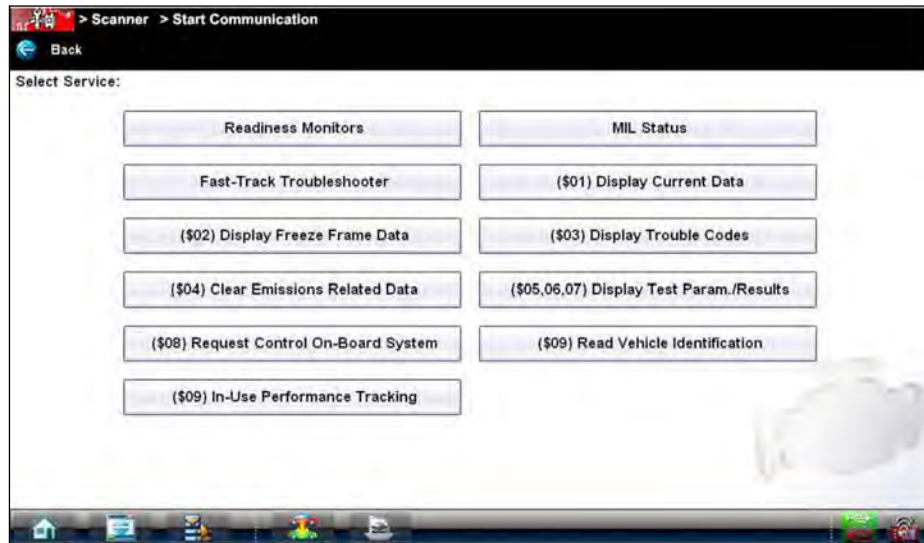 > Scanner > Start Communication
Back
Select Service:
Readiness Monitors
MIL Status
Fast-Track Troubleshooter
($01) Display Current Data
($02) Display Freeze Frame Data
($03) Display Trouble Codes
($04) Clear Emissions Related Data
($05,06,07) Display Test Param./Results
($08) Request Control On-Board System
($09) Read Vehicle Identification
($09) In-Use Performance Tracking